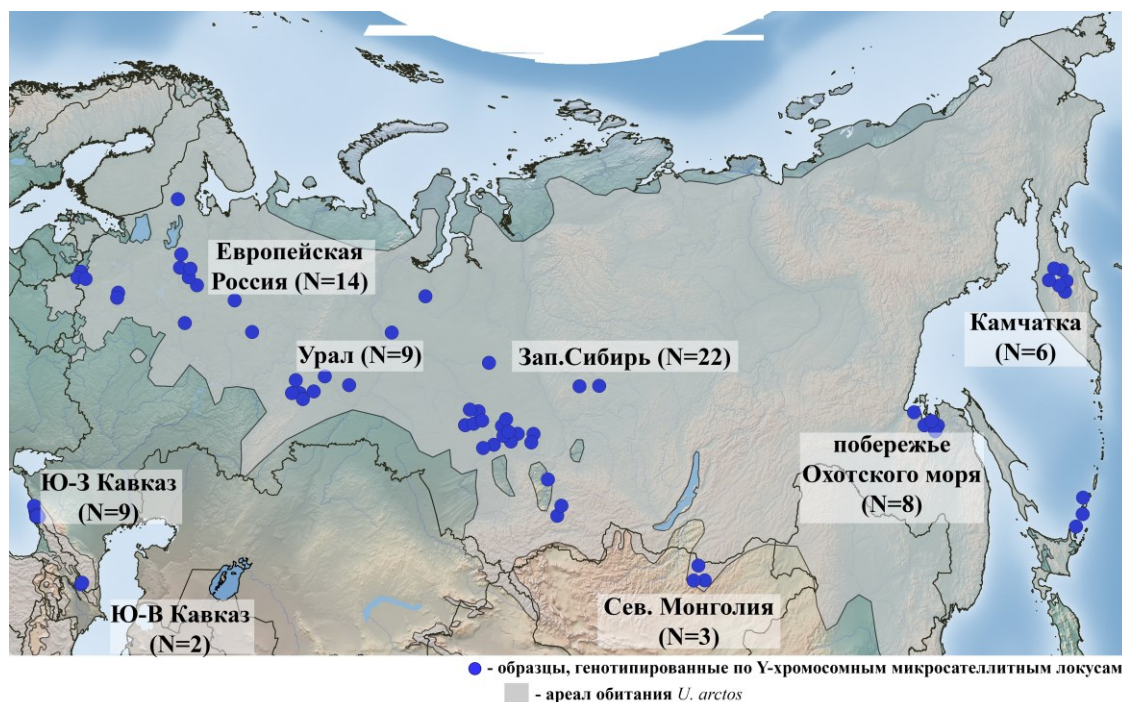 Европейская
Россия (N=14)
Урал (N=9)
Зап.Сибирь (N=22)
Камчатка
(N=6)
побережье
Охотского моря
(N=8)
Ю-З Кавказ
(N=9)
Ю-В Кавказ
(N=2)
Сев. Монголия
(N=3)
- образцы, генотипированные по Y-хромосомным микросателлитным локусам
- ареал обитания U. arctos